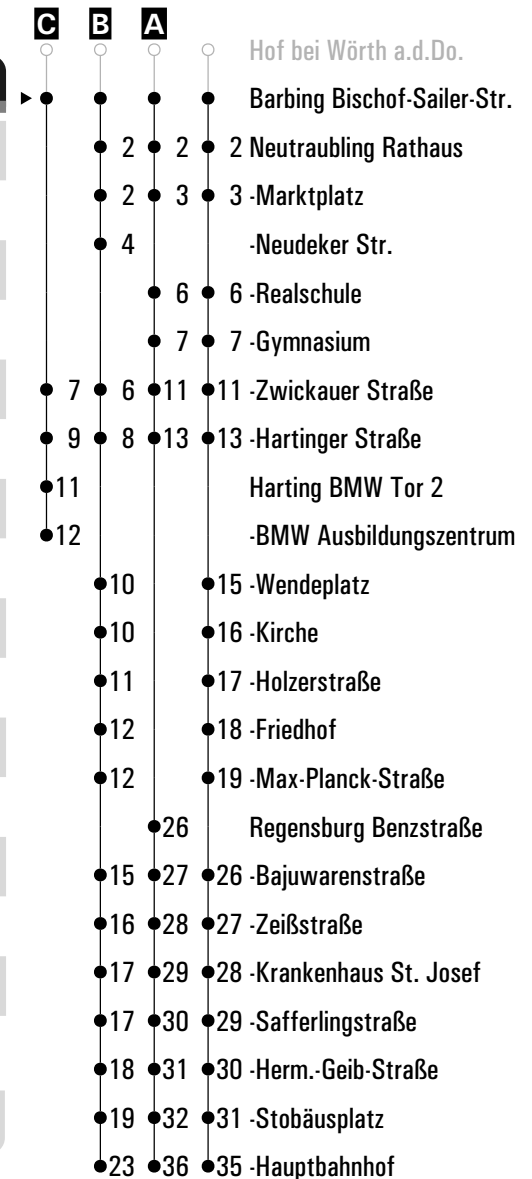 C B A
Hof bei Wörth a.d.Do.
Barbing Bischof-Sailer-Str.
2 2 2 Neutraubling Rathaus
2 3 3 -Marktplatz
4 -Neudeker Str.
6 6 -Realschule
7 7 -Gymnasium
7 6 11 11 -Zwickauer Straße
9 8 13 13 -Hartinger Straße
11 Harting BMW Tor 2
12 -BMW Ausbildungszentrum
10 15 -Wendeplatz
10 16 -Kirche
11 17 -Holzerstraße
12 18 -Friedhof
12 19 -Max-Planck-Straße
26 Regensburg Benzstraße
15 27 26 -Bajuwarenstraße
16 28 27 -Zeißstraße
17 29 28 -Krankenhaus St. Josef
17 30 29 -Safferlingstraße
18 31 30 -Herm.-Geib-Straße
19 32 31 -Stobäusplatz
23 36 35 -Hauptbahnhof